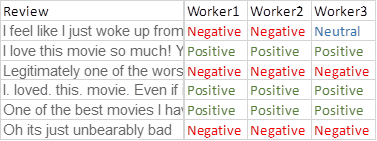 Review Worker1 Worker2 Worker3
I feel like I just woke up from Negative Negative Neutral
I love this movie so much! Y Positive Positive Positive
Legitimately one of the wors Negative Negative Negative
I. loved. this. movie. Even if Positive Positive Positive
One of the best movies I hav Positive Positive Positive
Oh its just unbearably bad Negative Negative Negative